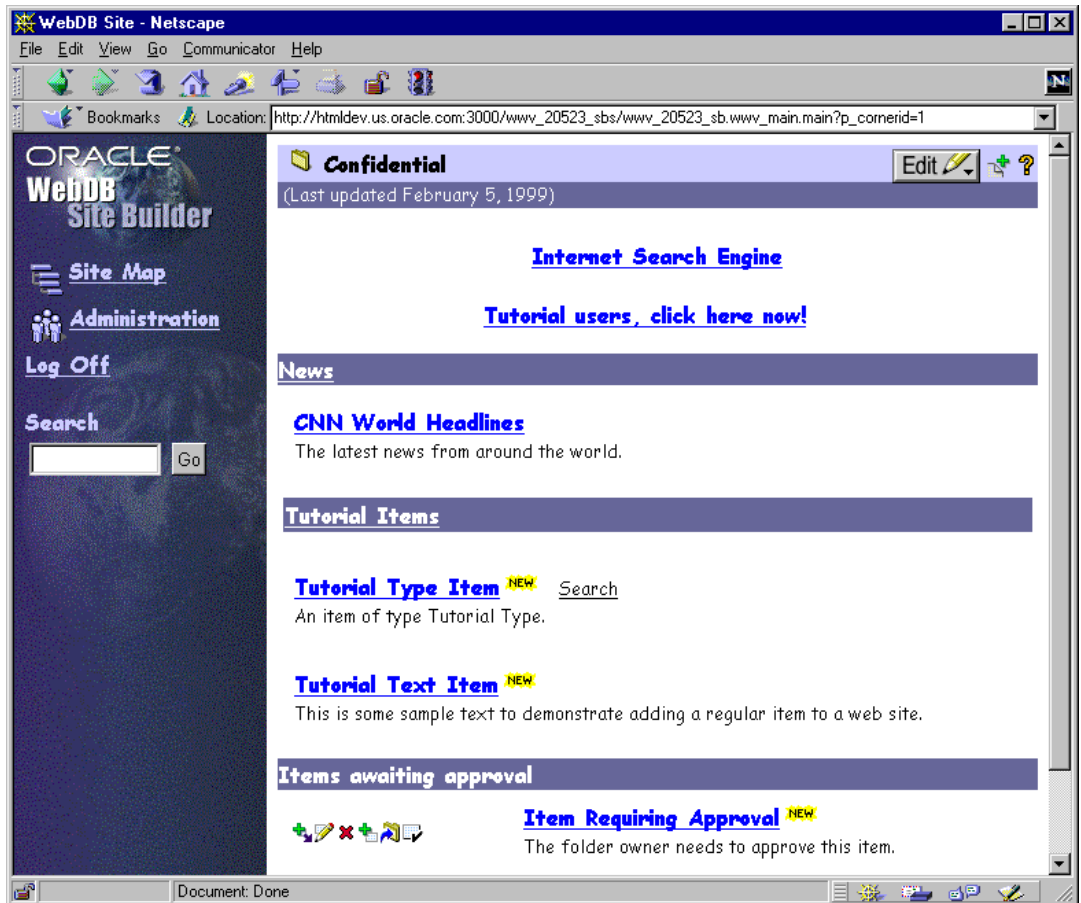 WebDB Site - Netscape
File Edit View Go Communicator Help
N
Bookmarks Location: http://htmldev.us.oracle.com:3000/wwv_20523_sbs/wwv_20523_sb.wwv_main.main?p_cornerid=1
ORACLE
WebDB
Site Builder
Site Map
Administration
Log Off
Search
Go
Confidential
Edit
?
(Last updated February 5, 1999)
Internet Search Engine
Tutorial users, click here now!
News
CNN World Headlines
The latest news from around the world.
Tutorial Items
Tutorial Type Item NEW Search
An item of type Tutorial Type.
Tutorial Text Item NEW
This is some sample text to demonstrate adding a regular item to a web site.
Items awaiting approval
Item Requiring Approval NEW
The folder owner needs to approve this item.
Document: Done